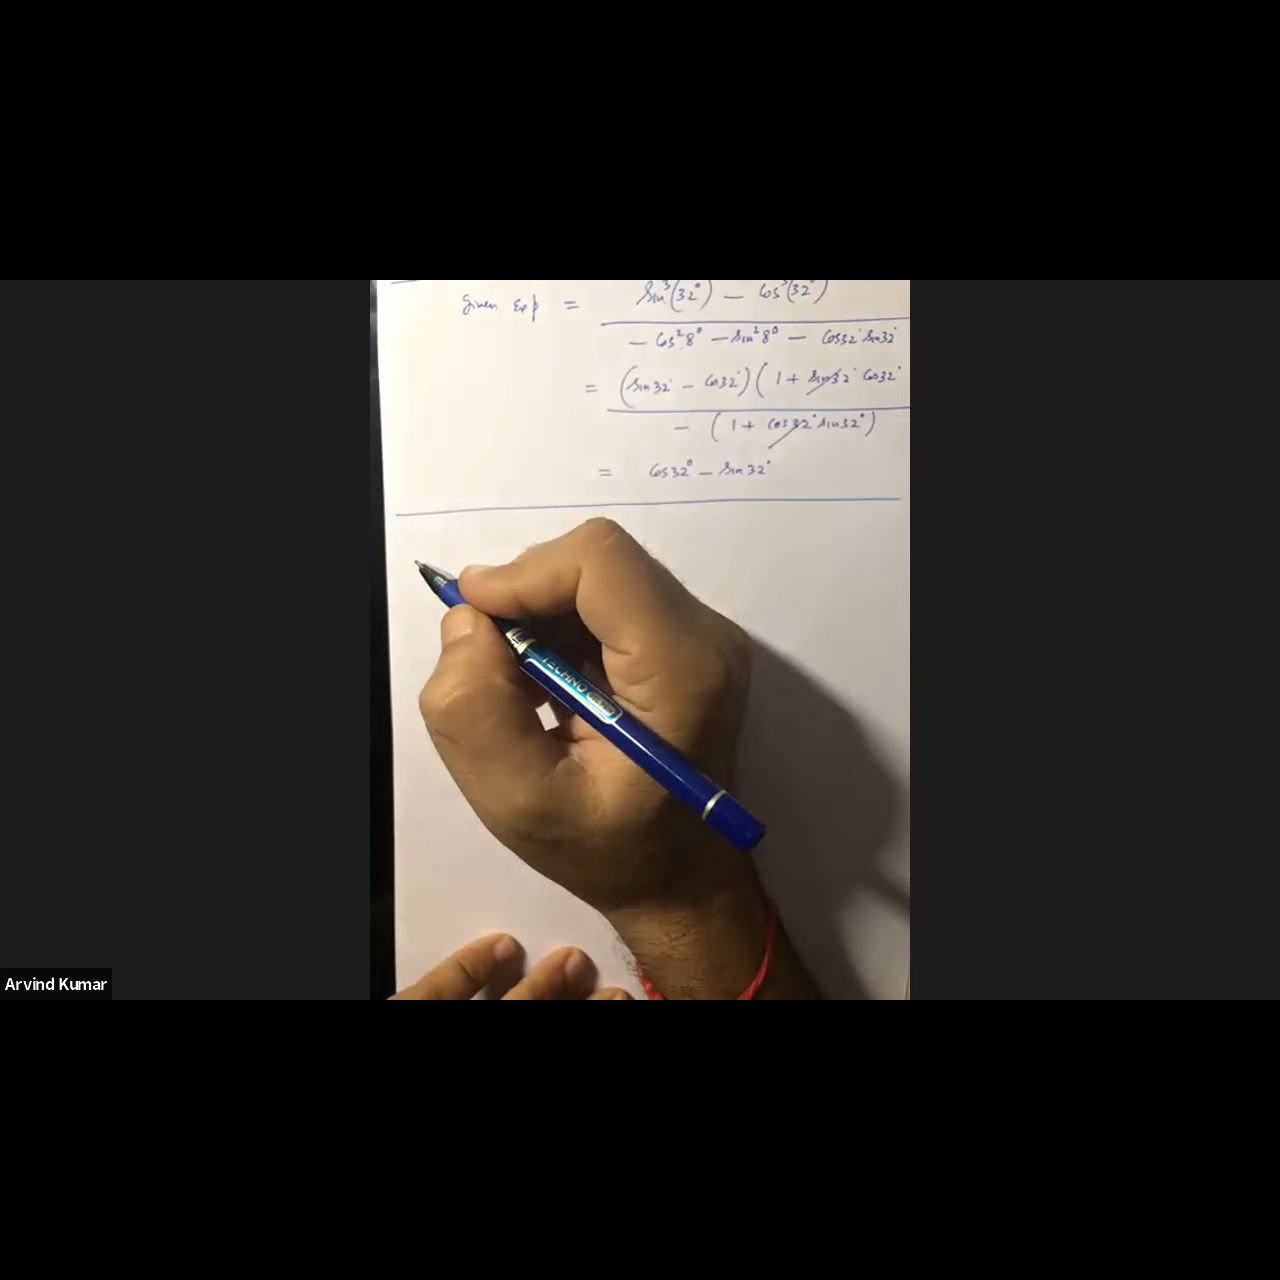 Given Exp = sin³(32°) - cos³(32°)
- cos²8° - sin²8° - cos32° sin32°
= (sin32° - cos32°)(1 + sin32° cos32°
- (1 + cos32° sin32°)
= cos32° - sin32°
TECHNO
Arvind Kumar